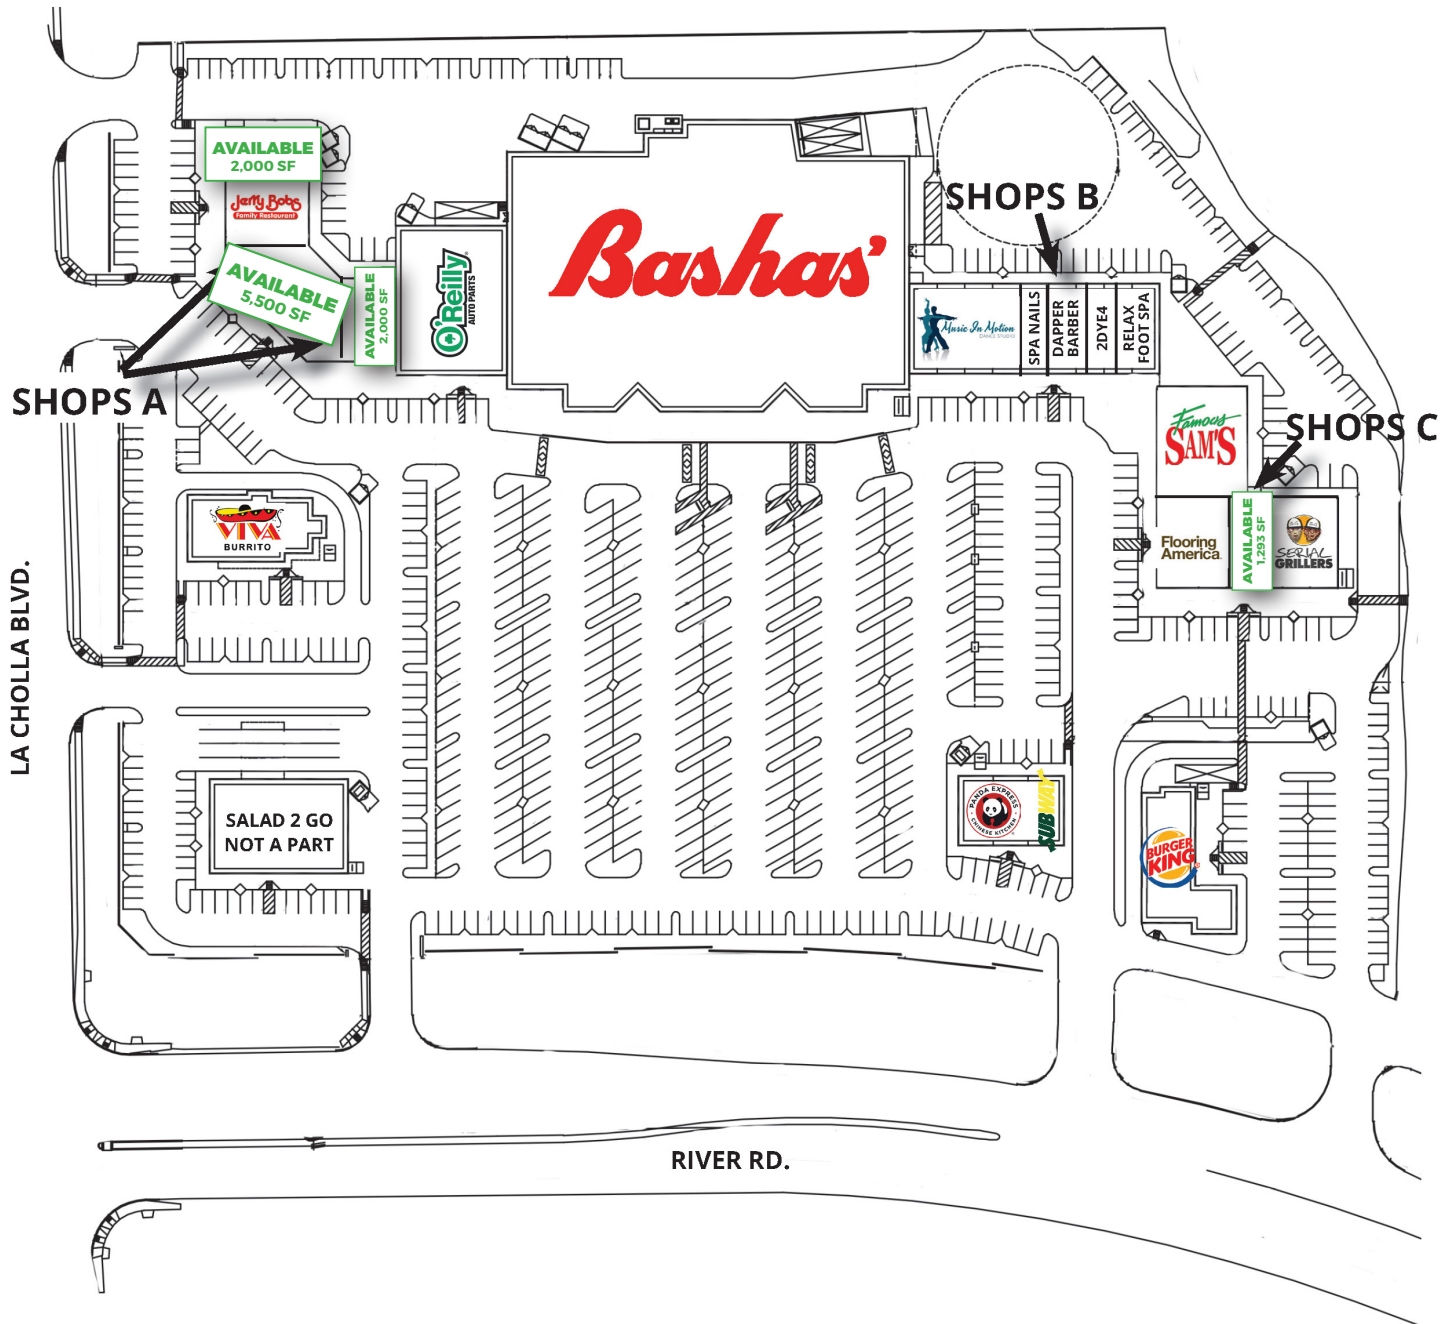 AVAILABLE
2,000 SF
Jerry Bobs
Family Restaurant
AVAILABLE
5,500 SF
AVAILABLE
2,000 SF
O'Reilly
AUTO PARTS
SHOPS A
Bashas'
SHOPS B
Music In Motion
DANCE STUDIO
SPA NAILS
DAPPER
BARBER
2DYE4
RELAX
FOOT SPA
Famous
SAM'S
SHOPS C
Flooring
America
AVAILABLE
1,293 SF
SERIAL
GRILLERS
VIVA
BURRITO
LA CHOLLA BLVD.
SALAD 2 GO
NOT A PART
PANDA EXPRESS
CHINESE KITCHEN
SUBWAY
BURGER
KING
RIVER RD.